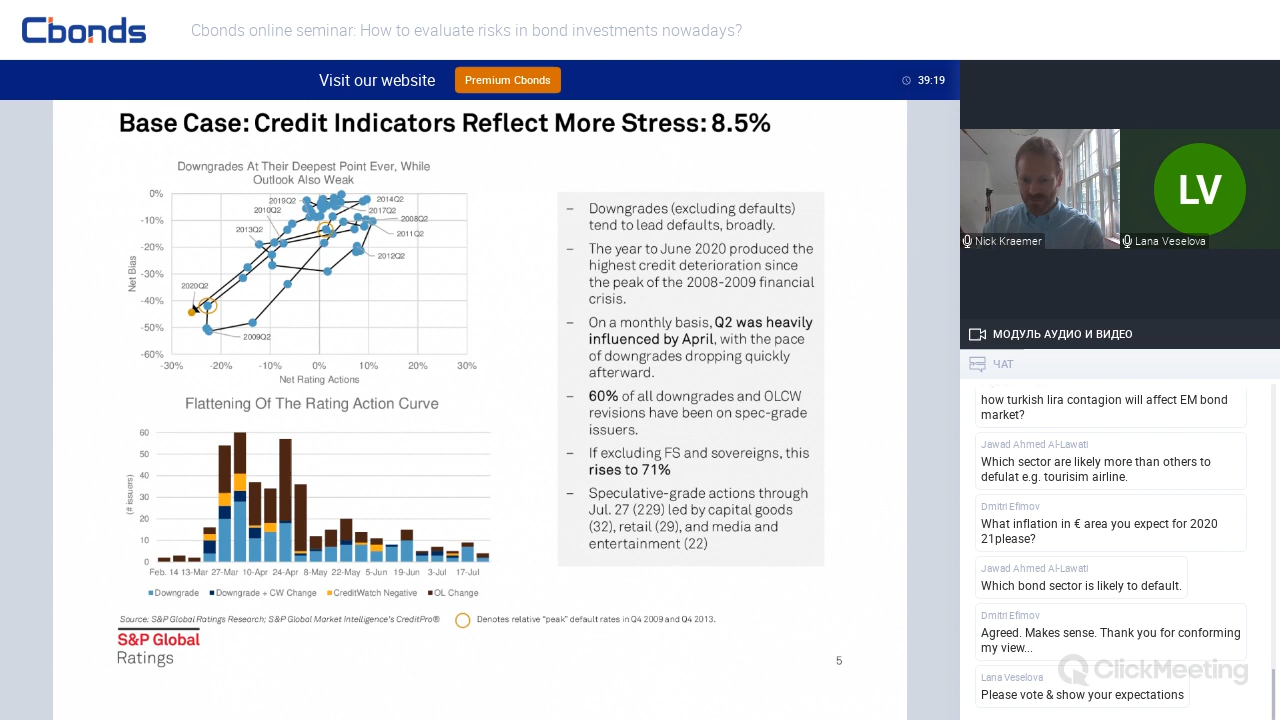 Cbonds
Cbonds online seminar: How to evaluate risks in bond investments nowadays?
Visit our website
Premium Cbonds
39:19
Base Case: Credit Indicators Reflect More Stress: 8.5%
Downgrades At Their Deepest Point Ever, While
Outlook Also Weak
0%
-10%
-20%
-30%
-40%
-50%
-60%
Net Bias
2019Q2
2010Q2
2013Q2
2020Q2
2009Q2
2014Q2
2017Q2
2008Q2
2011Q2
2012Q2
-30%
-20%
-10%
0%
10%
20%
30%
Net Rating Actions
Flattening Of The Rating Action Curve
60
50
40
30
20
10
0
(# issuers)
Feb. 14 13-Mar 27-Mar 10-Apr 24-Apr 8-May 22-May 5-Jun 19-Jun 3-Jul 17-Jul
Downgrade
Downgrade + CW Change
CreditWatch Negative
OL Change
– Downgrades (excluding defaults)
tend to lead defaults, broadly.
– The year to June 2020 produced the
highest credit deterioration since
the peak of the 2008-2009 financial
crisis.
– On a monthly basis, Q2 was heavily
influenced by April, with the pace
of downgrades dropping quickly
afterward.
– 60% of all downgrades and OLCW
revisions have been on spec-grade
issuers.
– If excluding FS and sovereigns, this
rises to 71%
– Speculative-grade actions through
Jul. 27 (229) led by capital goods
(32), retail (29), and media and
entertainment (22)
Source: S&P Global Ratings Research; S&P Global Market Intelligence's CreditPro®
Denotes relative “peak” default rates in Q4 2009 and Q4 2013.
S&P Global
Ratings
5
LV
Nick Kraemer
Lana Veselova
МОДУЛЬ АУДИО И ВИДЕО
ЧАТ
how turkish lira contagion will affect EM bond
market?
Jawad Ahmed Al-Lawati
Which sector are likely more than others to
defulat e.g. tourisim airline.
Dmitri Efimov
What inflation in € area you expect for 2020
21please?
Jawad Ahmed Al-Lawati
Which bond sector is likely to default.
Dmitri Efimov
Agreed. Makes sense. Thank you for conforming
my view...
Lana Veselova
Please vote & show your expectations
ClickMeeting